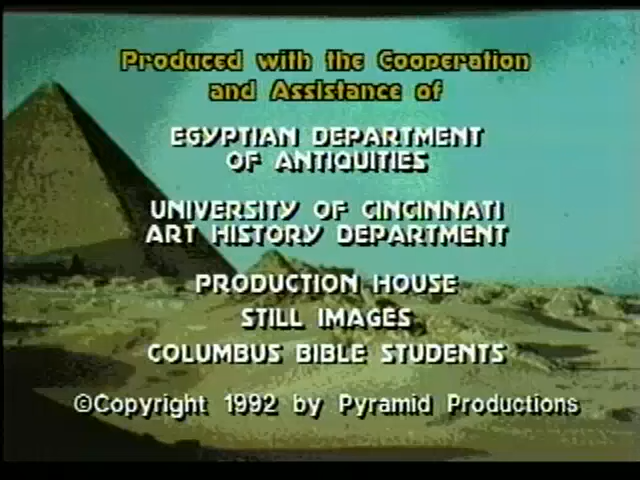 Produced with the Cooperation
and Assistance of
EGYPTIAN DEPARTMENT
OF ANTIQUITIES
UNIVERSITY OF CINCINNATI
ART HISTORY DEPARTMENT
PRODUCTION HOUSE
STILL IMAGES
COLUMBUS BIBLE STUDENTS
©Copyright 1992 by Pyramid Productions